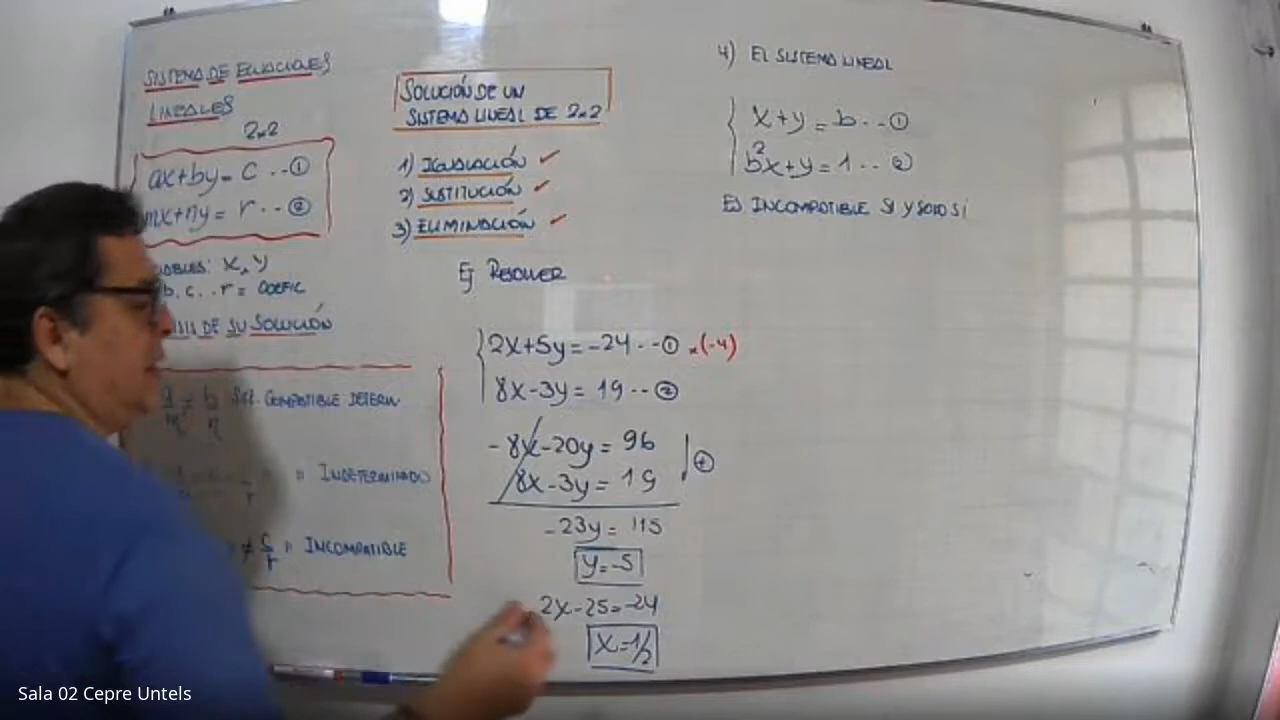 SISTEMA DE ECUACIONES
LINEALES
2x2
ax+by= C ... ①
mx+ny= r ... ②
x, y
b, c, .. r = COEFIC
DE SU SOLUCIÓN
a/m ≠ b/n SIST. COMPATIBLE DETERM.
" INDETERMINADO
≠ c/r " INCOMPATIBLE
SOLUCIÓN DE UN
SISTEMA LINEAL DE 2x2
1) IGUALACIÓN ✓
2) SUSTITUCIÓN ✓
3) ELIMINACIÓN ✓
Ej RESOLVER
2x+5y=-24 --① x(-4)
8x-3y= 19 --②
-8x-20y= 96
8x-3y= 19 (+)
-23y= 115
y=-5
2x-25=-24
x=1/2
4) EL SISTEMA LINEAL
x+y=b...①
b²x+y=1...②
ES INCOMPATIBLE SI Y SOLO SI
Sala 02 Cepre Untels